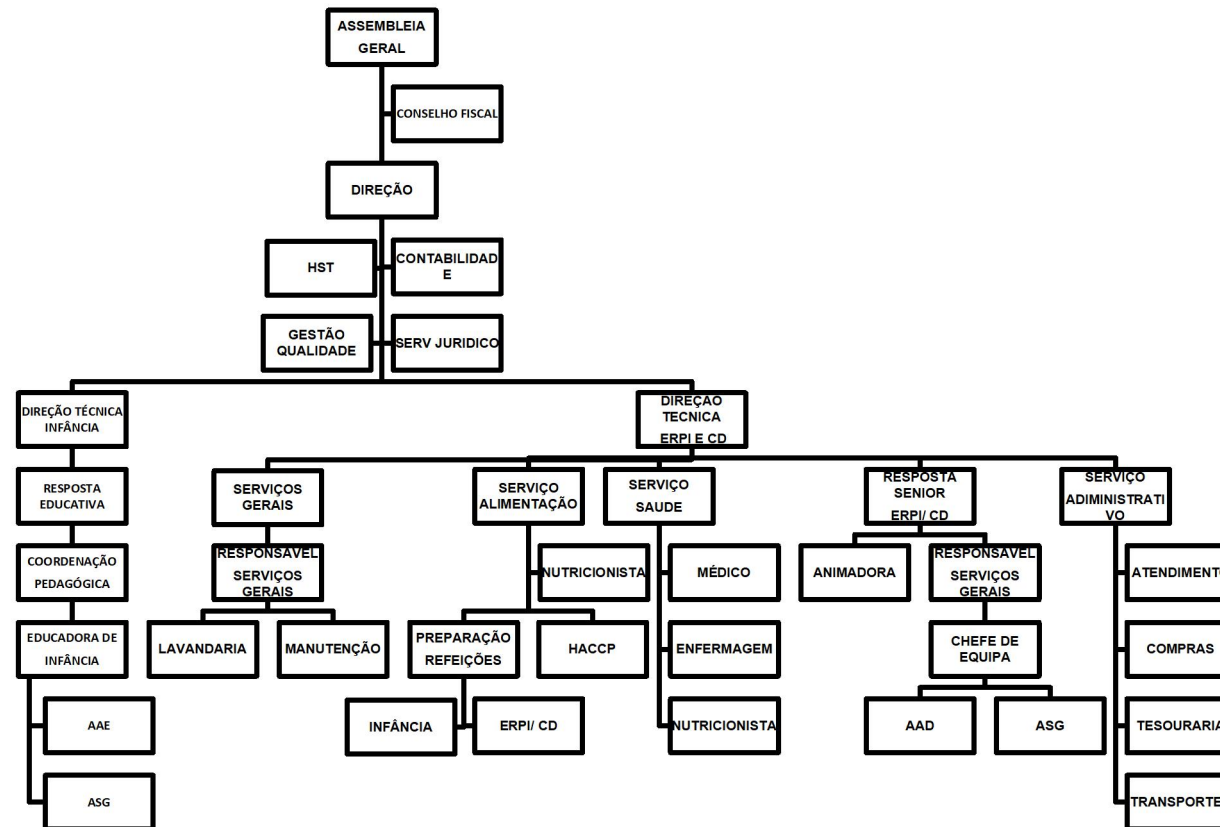 ASSEMBLEIA
GERAL
CONSELHO FISCAL
DIREÇÃO
HST
CONTABILIDAD
E
GESTÃO
QUALIDADE
SERV JURIDICO
DIREÇÃO TÉCNICA
INFÂNCIA
DIREÇAO
TECNICA
ERPI E CD
RESPOSTA
EDUCATIVA
SERVIÇOS
GERAIS
SERVIÇO
ALIMENTAÇÃO
SERVIÇO
SAUDE
RESPOSTA
SENIOR
ERPI/ CD
SERVIÇO
ADIMINISTRATI
VO
COORDENAÇÃO
PEDAGÓGICA
RESPONSAVEL
SERVIÇOS
GERAIS
NUTRICIONISTA
MÉDICO
ANIMADORA
RESPONSAVEL
SERVIÇOS
GERAIS
ATENDIMENTO
EDUCADORA DE
INFÂNCIA
LAVANDARIA
MANUTENÇÃO
PREPARAÇÃO
REFEIÇÕES
HACCP
ENFERMAGEM
CHEFE DE
EQUIPA
COMPRAS
AAE
INFÂNCIA
ERPI/ CD
NUTRICIONISTA
AAD
ASG
TESOURARIA
ASG
TRANSPORTE